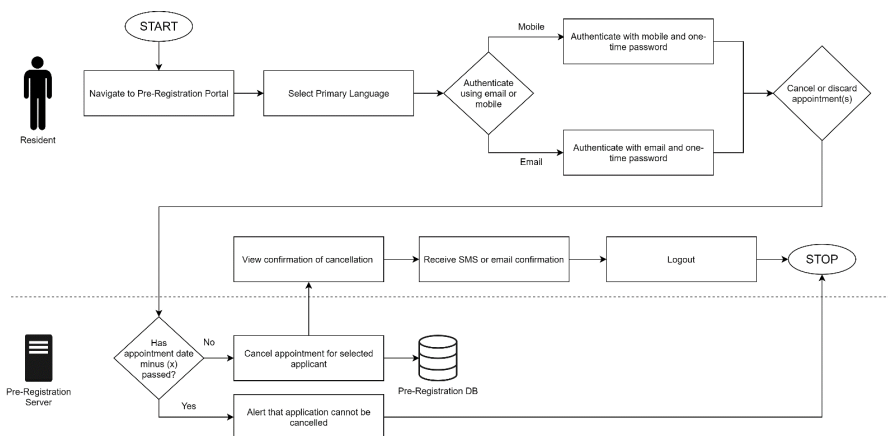 START
Mobile
Authenticate with mobile and one-
time password
Navigate to Pre-Registration Portal
Select Primary Language
Authenticate
using email or
mobile
Cancel or discard
appointment(s)
Resident
Email
Authenticate with email and one-
time password
View confirmation of cancellation
Receive SMS or email confirmation
Logout
STOP
Has
appointment date
minus (x)
passed?
No
Cancel appointment for selected
applicant
Pre-Registration DB
Pre-Registration
Server
Yes
Alert that application cannot be
cancelled